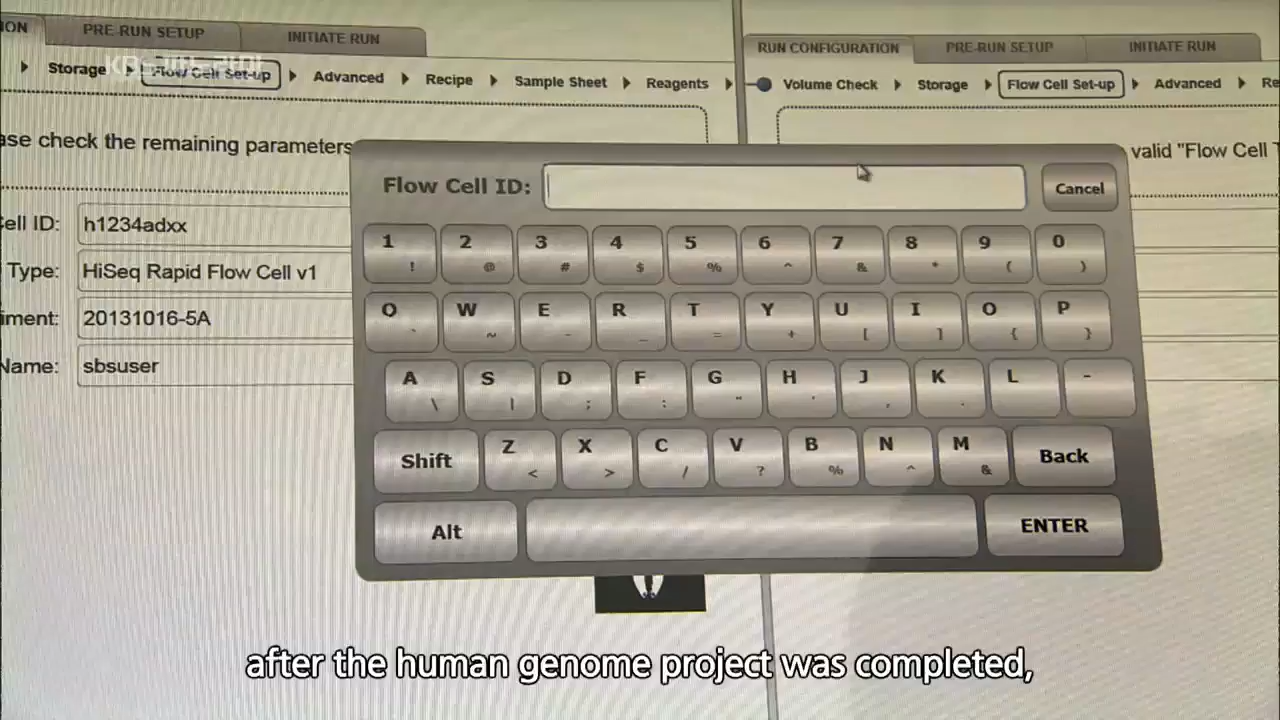 ON PRE-RUN SETUP INITIATE RUN
Storage Flow Cell Set-up Advanced Recipe Sample Sheet Reagents
ase check the remaining parameters
Cell ID: h1234adxx
Type: HiSeq Rapid Flow Cell v1
iment: 20131016-5A
Name: sbsuser
RUN CONFIGURATION PRE-RUN SETUP INITIATE RUN
Volume Check Storage Flow Cell Set-up Advanced Re
valid "Flow Cell T
Flow Cell ID: Cancel
1 ! 2 @ 3 # 4 $ 5 % 6 ^ 7 & 8 * 9 ( 0 )
Q ` W ~ E - R _ T = Y + U [ I ] O { P }
A \ S | D ; F : G " H ' J , K . L -
Shift Z < X > C / V ? B % N ^ M & Back
Alt ENTER
after the human genome project was completed,